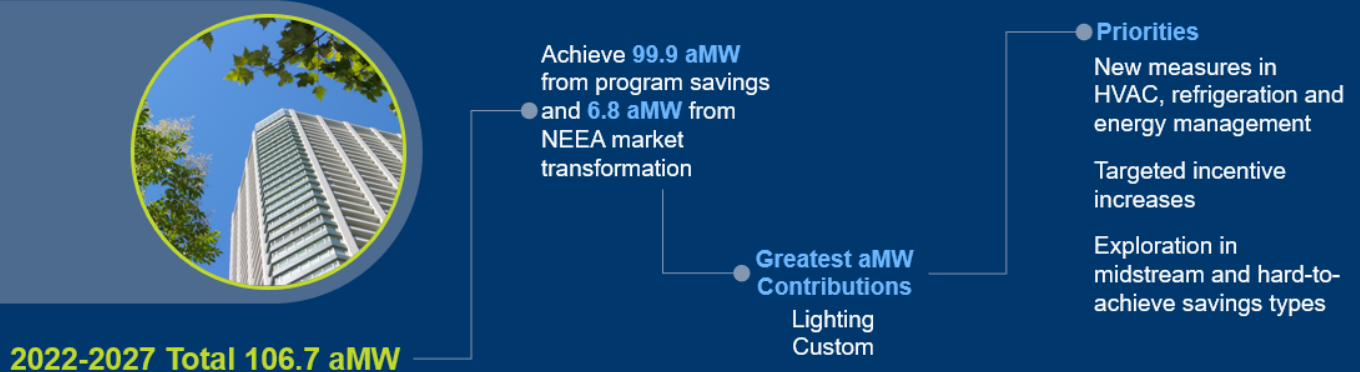 2022-2027 Total 106.7 aMW
Achieve 99.9 aMW
from program savings
and 6.8 aMW from
NEEA market
transformation
Greatest aMW
Contributions
Lighting
Custom
Priorities
New measures in
HVAC, refrigeration and
energy management
Targeted incentive
increases
Exploration in
midstream and hard-to-
achieve savings types